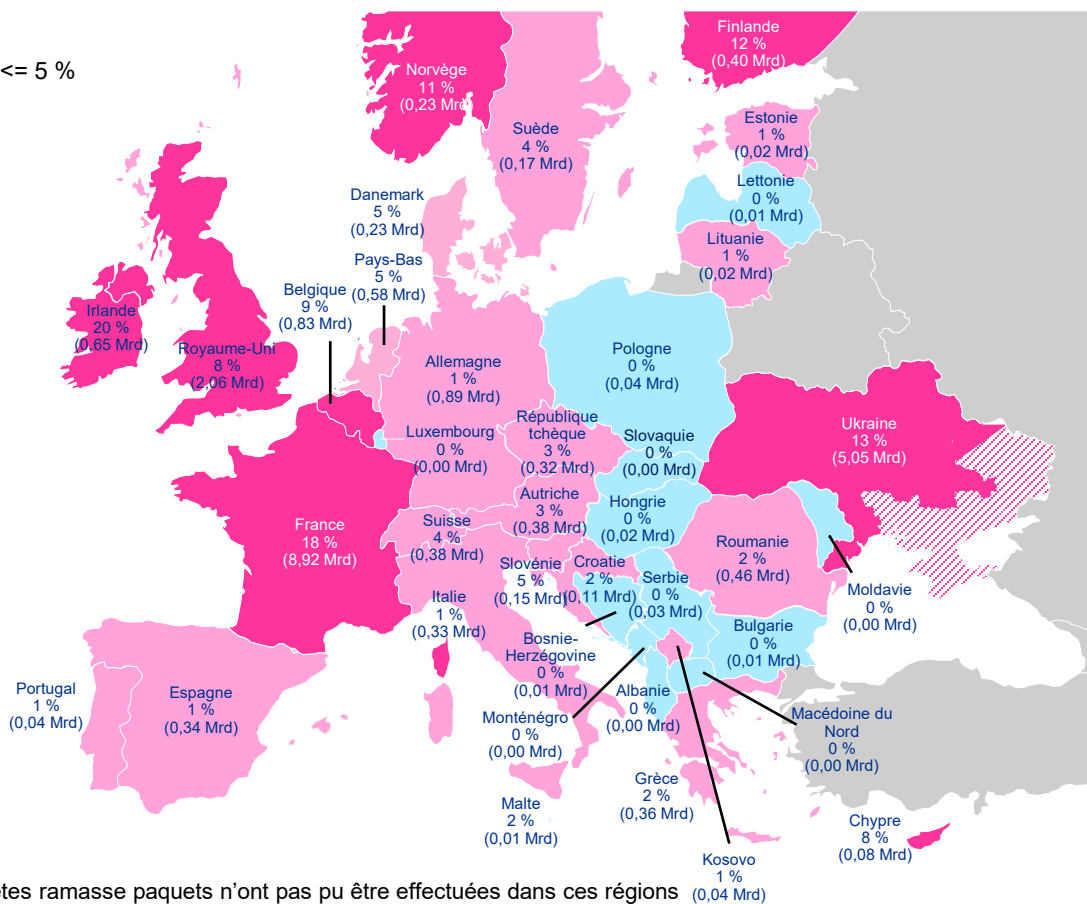 <= 5 %
Finlande
12 %
(0,40 Mrd)
Norvège
11 %
(0,23 Mrd)
Suède
4 %
(0,17 Mrd)
Estonie
1 %
(0,02 Mrd)
Lettonie
0 %
(0,01 Mrd)
Lituanie
1 %
(0,02 Mrd)
Danemark
5 %
(0,23 Mrd)
Pays-Bas
5 %
(0,58 Mrd)
Belgique
9 %
(0,83 Mrd)
Irlande
20 %
(0,65 Mrd)
Royaume-Uni
8 %
(2,06 Mrd)
Allemagne
1 %
(0,89 Mrd)
Pologne
0 %
(0,04 Mrd)
Luxembourg
0 %
(0,00 Mrd)
République
tchèque
3 %
(0,32 Mrd)
Slovaquie
0 %
(0,00 Mrd)
Ukraine
13 %
(5,05 Mrd)
France
18 %
(8,92 Mrd)
Suisse
4 %
(0,38 Mrd)
Autriche
3 %
(0,38 Mrd)
Hongrie
0 %
(0,02 Mrd)
Roumanie
2 %
(0,46 Mrd)
Moldavie
0 %
(0,00 Mrd)
Slovénie
5 %
(0,15 Mrd)
Croatie
2 %
(0,11 Mrd)
Serbie
0 %
(0,03 Mrd)
Italie
1 %
(0,33 Mrd)
Bosnie-
Herzégovine
0 %
(0,01 Mrd)
Bulgarie
0 %
(0,01 Mrd)
Portugal
1 %
(0,04 Mrd)
Espagne
1 %
(0,34 Mrd)
Monténégro
0 %
(0,00 Mrd)
Albanie
0 %
(0,00 Mrd)
Macédoine du
Nord
0 %
(0,00 Mrd)
Grèce
2 %
(0,36 Mrd)
Malte
2 %
(0,01 Mrd)
Chypre
8 %
(0,08 Mrd)
Kosovo
1 %
(0,04 Mrd)
êtes ramasse paquets n'ont pas pu être effectuées dans ces régions